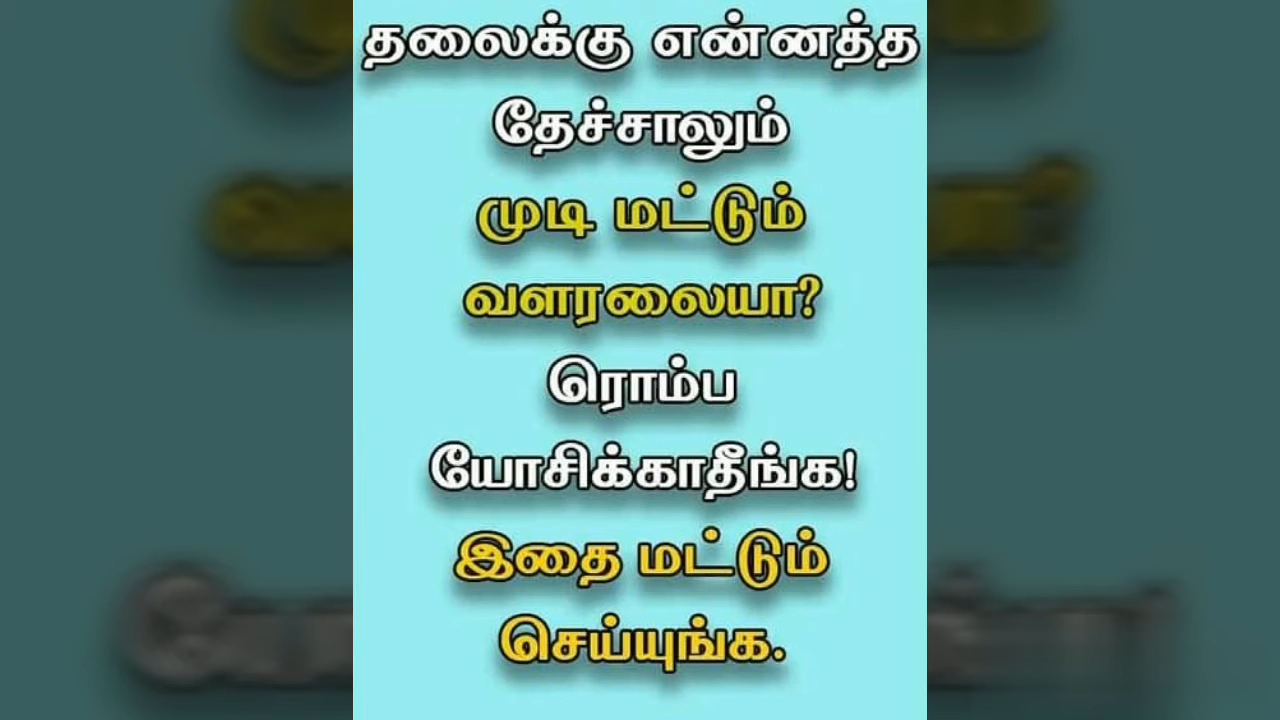 தலைக்கு என்னத்த
தேச்சாலும்
முடி மட்டும்
வளரலையா?
ரொம்ப
யோசிக்காதீங்க!
இதை மட்டும்
செய்யுங்க.